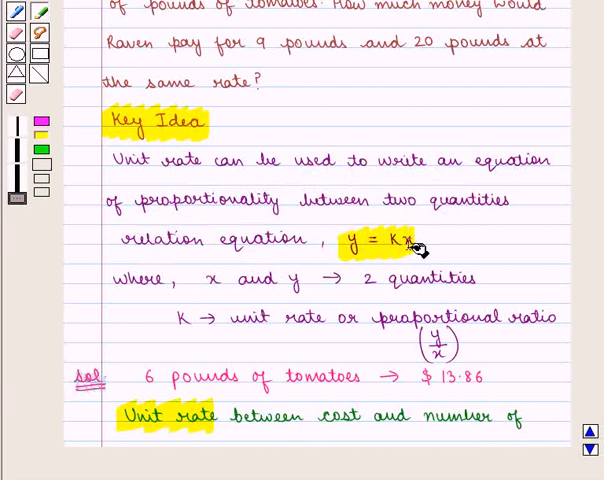 of pounds of tomatoes. How much money would
Raven pay for 9 pounds and 20 pounds at
the same rate?
Key Idea
Unit rate can be used to write an equation
of proportionality between two quantities
relation equation, y = kx
where, x and y → 2 quantities
K → unit rate or proportional ratio
(y/x)
Sol. 6 pounds of tomatoes → $13.86
Unit rate between cost and number of